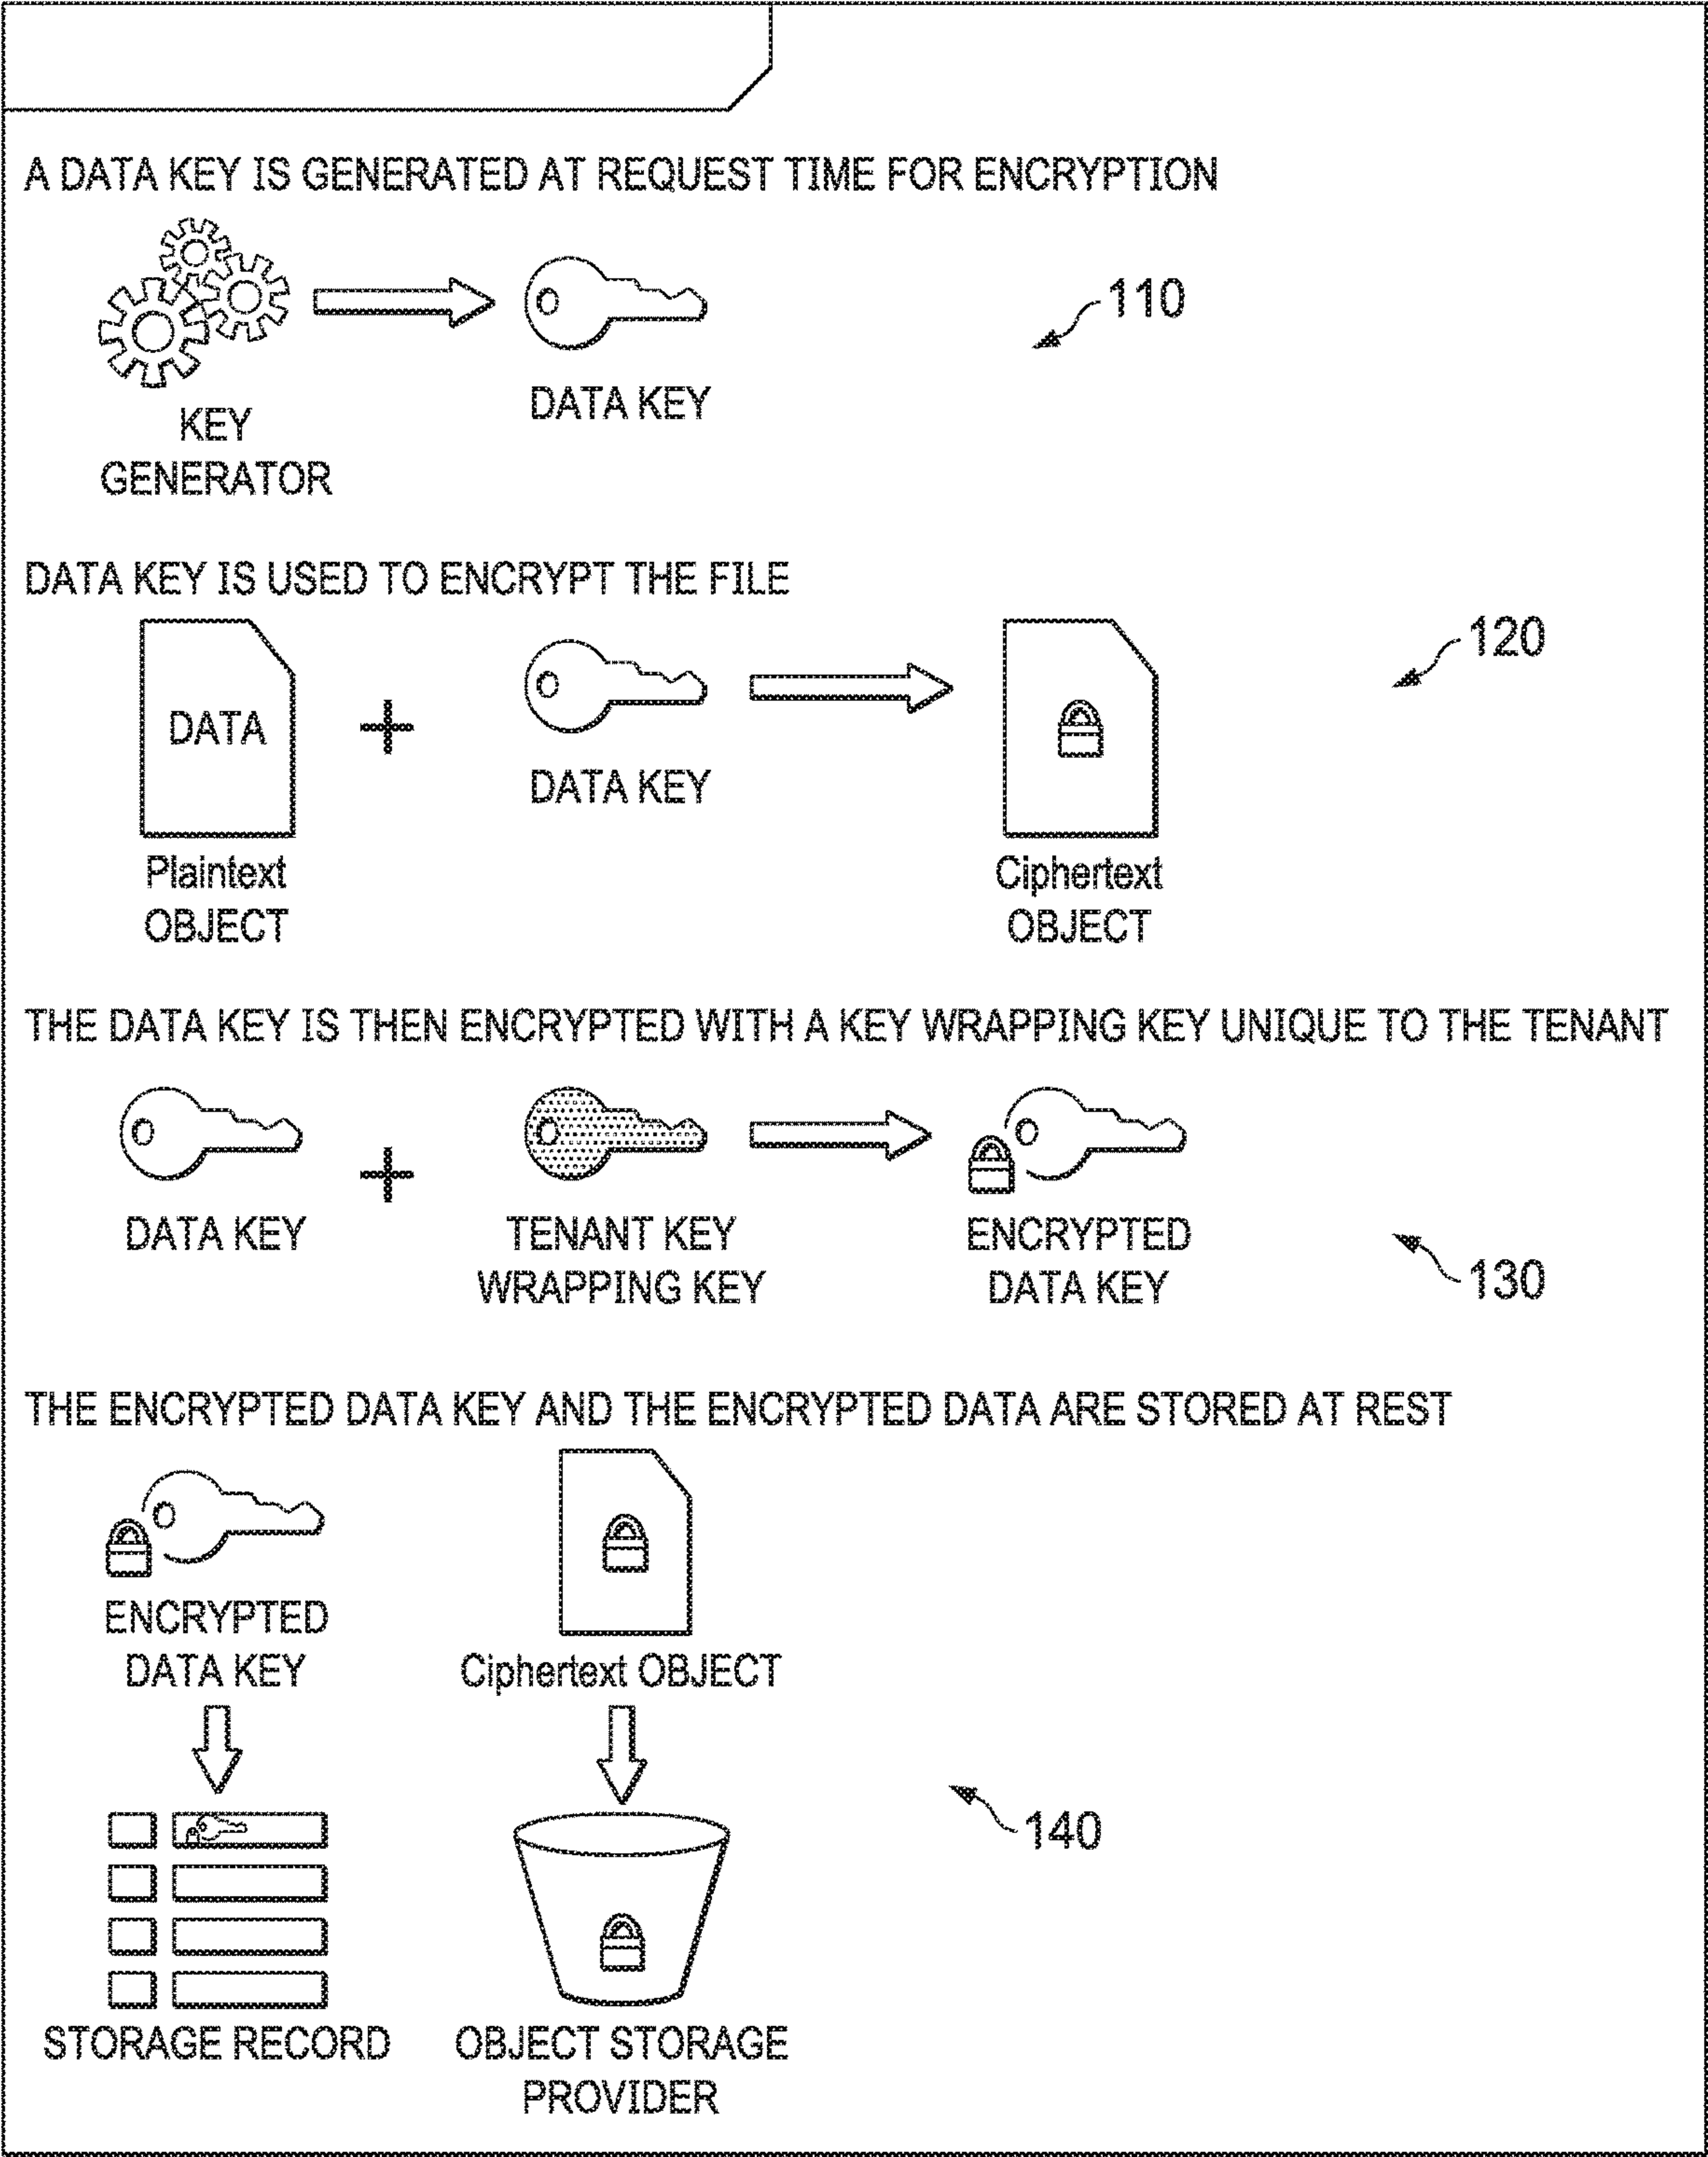 A DATA KEY IS GENERATED AT REQUEST TIME FOR ENCRYPTION
110
DATA KEY
KEY
GENERATOR
DATA KEY IS USED TO ENCRYPT THE FILE
120
DATA
DATA KEY
Plaintext
OBJECT
Ciphertext
OBJECT
THE DATA KEY IS THEN ENCRYPTED WITH A KEY WRAPPING KEY UNIQUE TO THE TENANT
DATA KEY
TENANT KEY
WRAPPING KEY
ENCRYPTED
DATA KEY
130
THE ENCRYPTED DATA KEY AND THE ENCRYPTED DATA ARE STORED AT REST
ENCRYPTED
DATA KEY
Ciphertext OBJECT
140
STORAGE RECORD
OBJECT STORAGE
PROVIDER